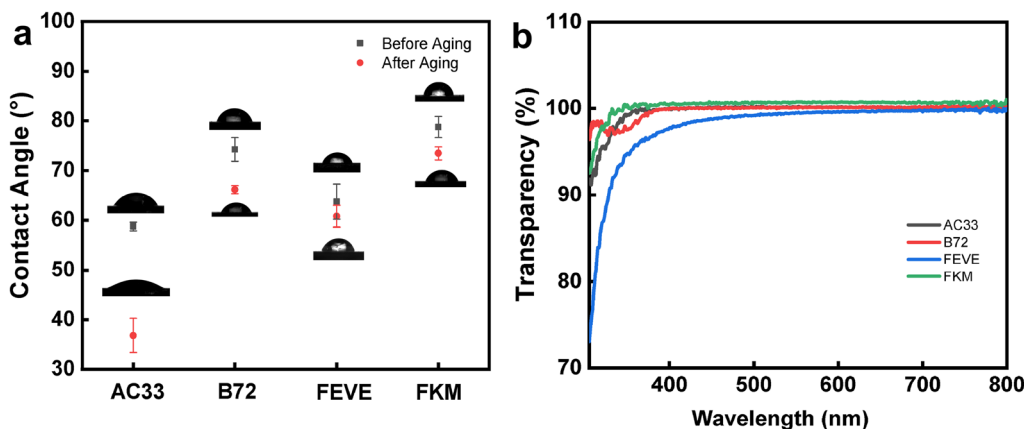 a
Contact Angle (°)
100
90
80
70
60
50
40
30
Before Aging
After Aging
AC33
B72
FEVE
FKM
b
Transparency (%)
110
100
90
80
70
AC33
B72
FEVE
FKM
400
500
600
700
800
Wavelength (nm)